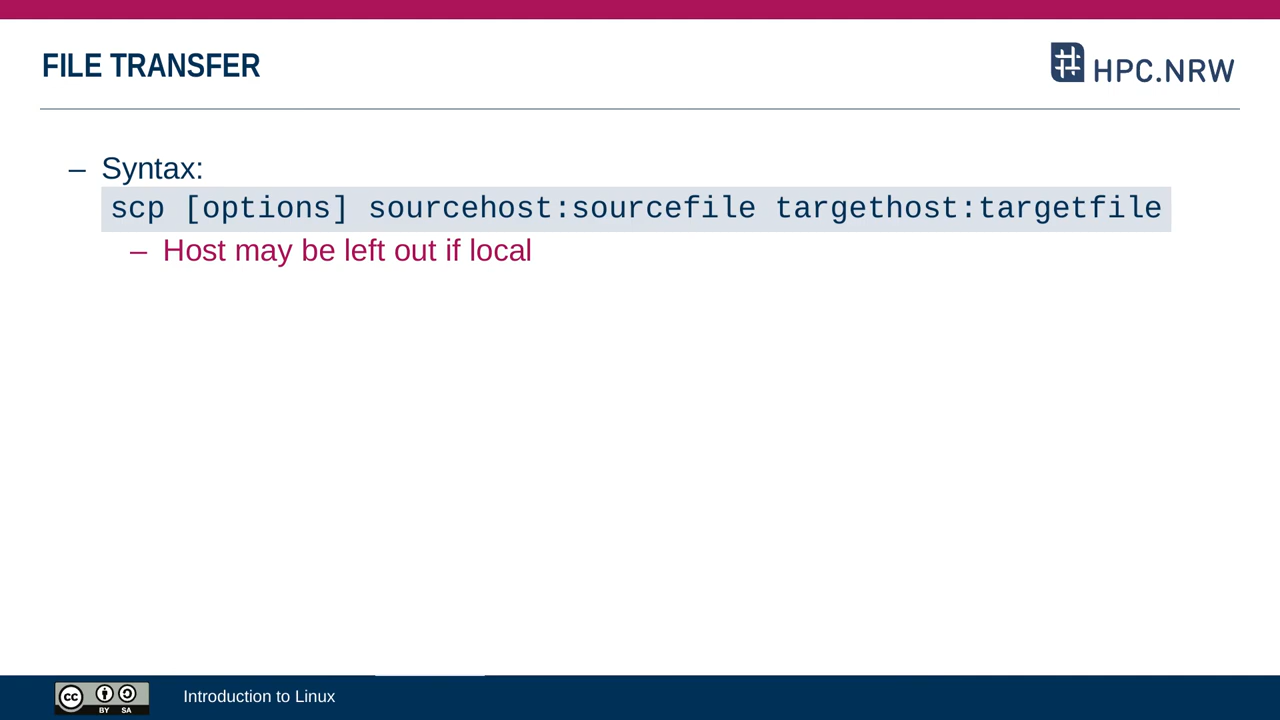 FILE TRANSFER
HPC.NRW
– Syntax:
scp [options] sourcehost:sourcefile targethost:targetfile
– Host may be left out if local
cc BY SA
Introduction to Linux